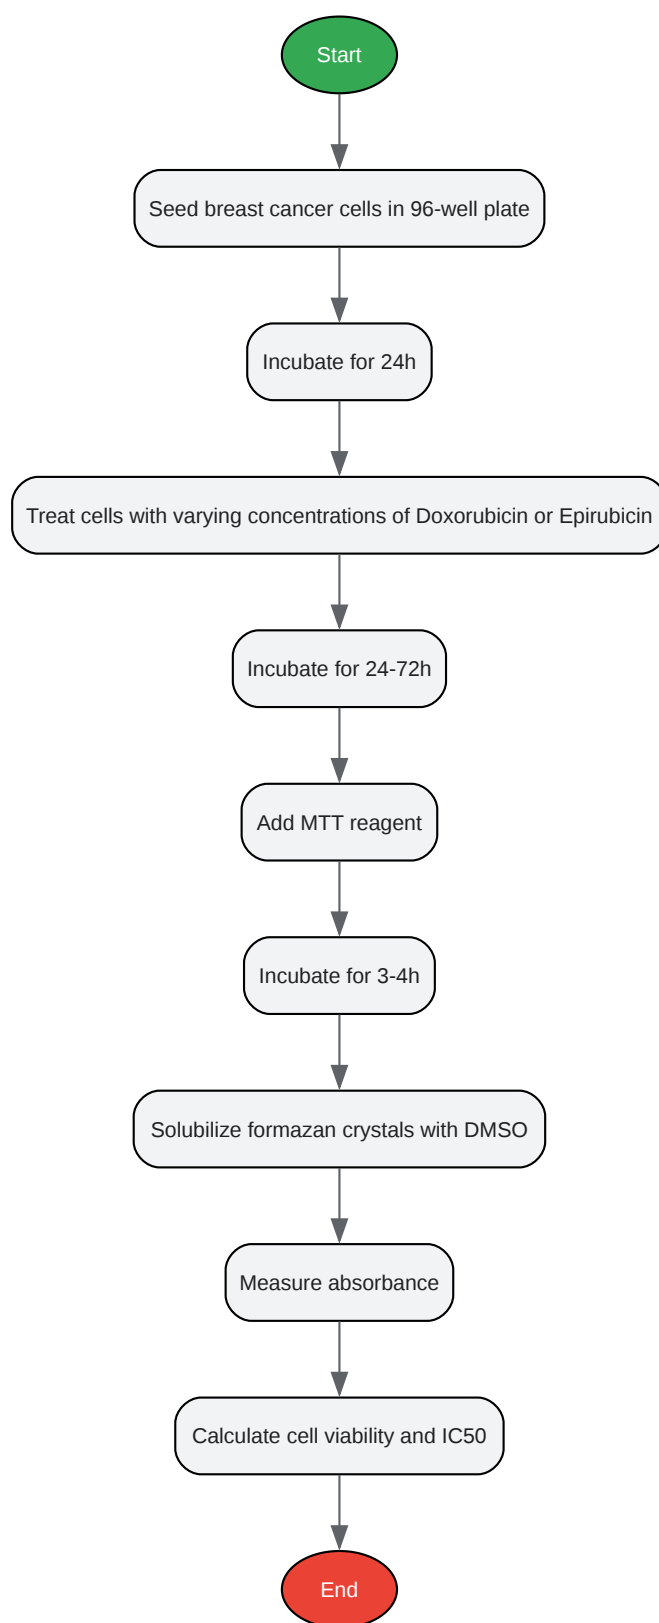 Start
Seed breast cancer cells in 96-well plate
Incubate for 24h
Treat cells with varying concentrations of Doxorubicin or Epirubicin
Incubate for 24-72h
Add MTT reagent
Incubate for 3-4h
Solubilize formazan crystals with DMSO
Measure absorbance
Calculate cell viability and IC50
End